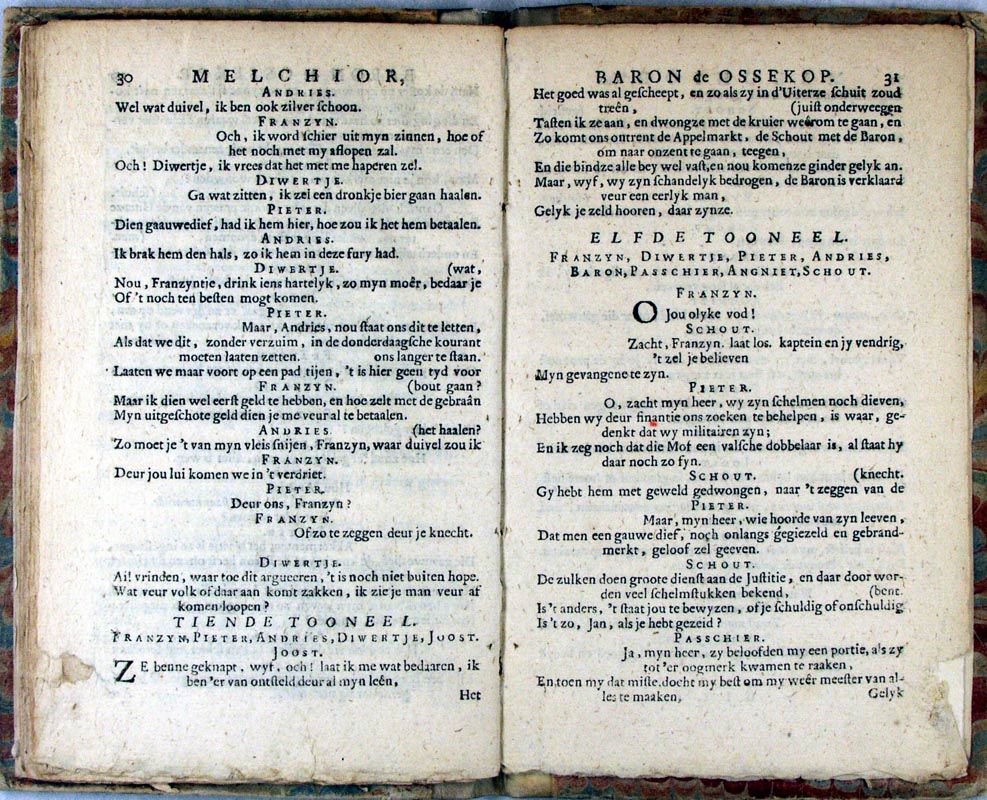 30 MELCHIOR,
ANDRIES.
Wel wat duivel, ik ben ook zilver ſchoon.
FRANZYN.
Och, ik word ſchier uit myn zinnen, hoe of
het noch met my aflopen zal.
Och! Diwertje, ik vrees dat het met me haperen zel.
DIWERTJE.
Ga wat zitten, ik zel een dronkje bier gaan haalen.
PIETER.
Dien gaauwedief, had ik hem hier, hoe zou ik het hem betaalen.
ANDRIES.
Ik brak hem den hals, zo ik hem in deze fury had.
DIWERTJE. (wat,
Nou, Franzyntje, drink iens hartelyk, zo myn moêr, bedaar je
Of 't noch ten beſten mogt komen.
PIETER.
Maar, Andries, nou ſtaat ons dit te letten,
Als dat we dit, zonder verzuim, in de donderdaagſche kourant
moeten laaten zetten. ons langer te ſtaan.
Laaten we maar voort op een pad tijen, 't is hier geen tyd voor
FRANZYN. (bout gaan?
Maar ik dien wel eerſt geld te hebben, en hoe zelt met de gebraân
Myn uitgeſchote geld dien je me veur al te betaalen.
ANDRIES. (het haalen?
Zo moet je 't van myn vleis ſnijen, Franzyn, waar duivel zou ik
FRANZYN.
Deur jou lui komen we in 't verdriet.
PIETER.
Deur ons, Franzyn?
FRANZYN.
Of zo te zeggen deur je knecht.
DIWERTJE.
Ai! vrinden, waar toe dit argueeren, 't is noch niet buiten hope.
Wat veur volk of daar aan komt zakken, ik zie je man veur af
komen loopen?
TIENDE TOONEEL.
FRANZYN, PIETER, ANDRIES, DIWERTJE, JOOST.
JOOST.
ZE benne geknapt, wyf, och! laat ik me wat bedaaren, ik
ben 'er van ontſteld deur al myn leên,
Het
BARON de OSSEKOP. 31
Het goed was al geſcheept, en zo als zy in d'Uiterze ſchuit zoud
treên, (juiſt onderweegen
Taſten ik ze aan, en dwongze met de kruier weêrom te gaan, en
Zo komt ons ontrent de Appelmarkt, de Schout met de Baron,
om naar onzent te gaan, teegen,
En die bindze alle bey wel vaſt, en nou komenze ginder gelyk an.
Maar, wyf, wy zyn ſchandelyk bedrogen, de Baron is verklaard
veur een eerlyk man,
Gelyk je zeld hooren, daar zynze.
ELFDE TOONEEL.
FRANZYN, DIWERTJE, PIETER, ANDRIES,
BARON, PASSCHIER, ANGNIET, SCHOUT.
FRANZYN.
O Jou olyke vod!
SCHOUT.
Zacht, Franzyn. laat los. kaptein en jy vendrig,
't zel je believen
Myn gevangene te zyn.
PIETER.
O, zacht myn heer, wy zyn ſchelmen noch dieven,
Hebben wy deur finantie ons zoeken te behelpen, is waar, ge-
denkt dat wy militairen zyn;
En ik zeg noch dat die Mof een valſche dobbelaar is, al ſtaat hy
daar noch zo fyn.
SCHOUT. (knecht.
Gy hebt hem met geweld gedwongen, naar 't zeggen van de
PIETER.
Maar, myn heer, wie hoorde van zyn leeven,
Dat men een gauwe dief, noch onlangs gegiezeld en gebrand-
merkt, geloof zel geeven.
SCHOUT.
De zulken doen groote dienſt aan de Juſtitie, en daar door wor-
den veel ſchelmſtukken bekend, (bent.
Is 't anders, 't ſtaat jou te bewyzen, of je ſchuldig of onſchuldig
Is 't zo, Jan, als je hebt gezeid?
PASSCHIER.
Ja, myn heer, zy beloofden my een portie, als zy
tot 'er oogmerk kwamen te raaken,
En toen my dat miſte, docht my beſt om my weêr meeſter van al-
les te maaken,
Gelyk